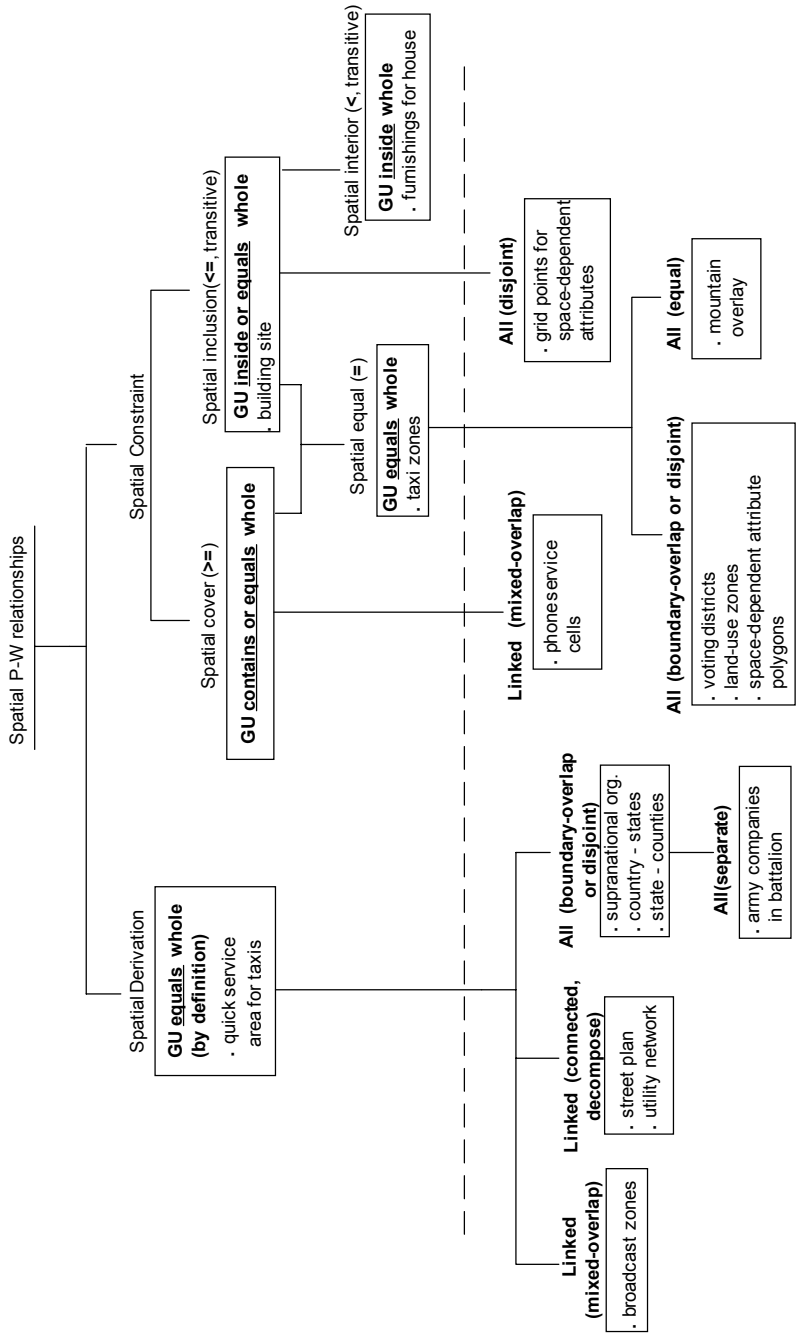 Spatial P-W relationships
Spatial Derivation
GU equals whole
(by definition)
. quick service
area for taxis
Spatial Constraint
Spatial cover (>=)
GU contains or equals whole
Spatial inclusion(<=, transitive)
GU inside or equals whole
. building site
Spatial equal (=)
GU equals whole
. taxi zones
Spatial interior (<, transitive)
GU inside whole
. furnishings for house
Linked
(mixed-overlap)
. broadcast zones
Linked (connected,
decompose)
. street plan
. utility network
All (boundary-overlap
or disjoint)
. supranational org.
. country - states
. state - counties
All(separate)
. army companies
in battalion
Linked (mixed-overlap)
. phone service
cells
All (disjoint)
. grid points for
space-dependent
attributes
All (boundary-overlap or disjoint)
. voting districts
. land-use zones
. space-dependent attribute
polygons
All (equal)
. mountain
overlay